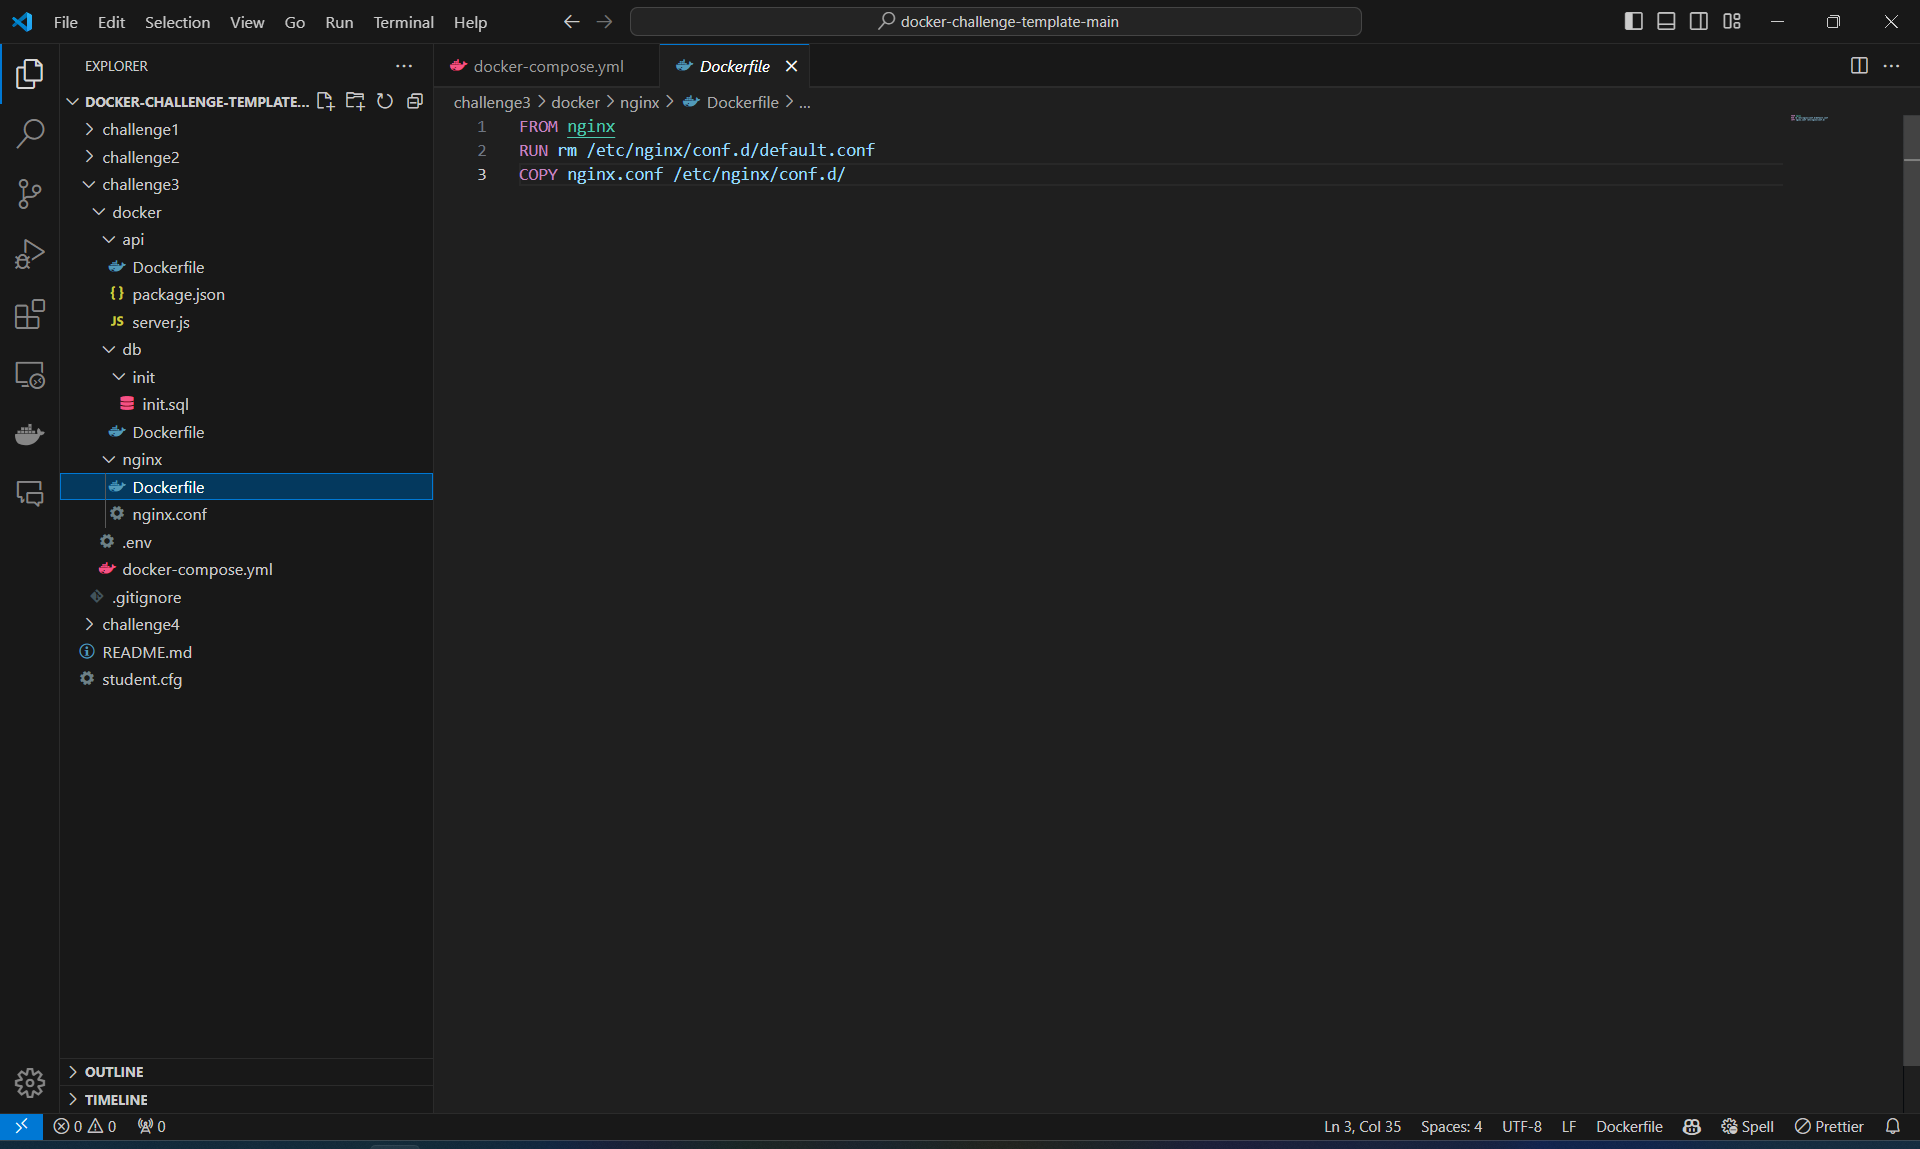 File Edit Selection View Go Run Terminal Help
docker-challenge-template-main
EXPLORER
docker-compose.yml
Dockerfile
DOCKER-CHALLENGE-TEMPLATE...
challenge3 docker nginx Dockerfile ...
1 FROM nginx
2 RUN rm /etc/nginx/conf.d/default.conf
3 COPY nginx.conf /etc/nginx/conf.d/
challenge1
challenge2
challenge3
docker
api
Dockerfile
{} package.json
JS server.js
db
init
init.sql
Dockerfile
nginx
Dockerfile
nginx.conf
.env
docker-compose.yml
.gitignore
challenge4
README.md
student.cfg
OUTLINE
TIMELINE
0 0 0
Ln 3, Col 35 Spaces: 4 UTF-8 LF Dockerfile Spell Prettier